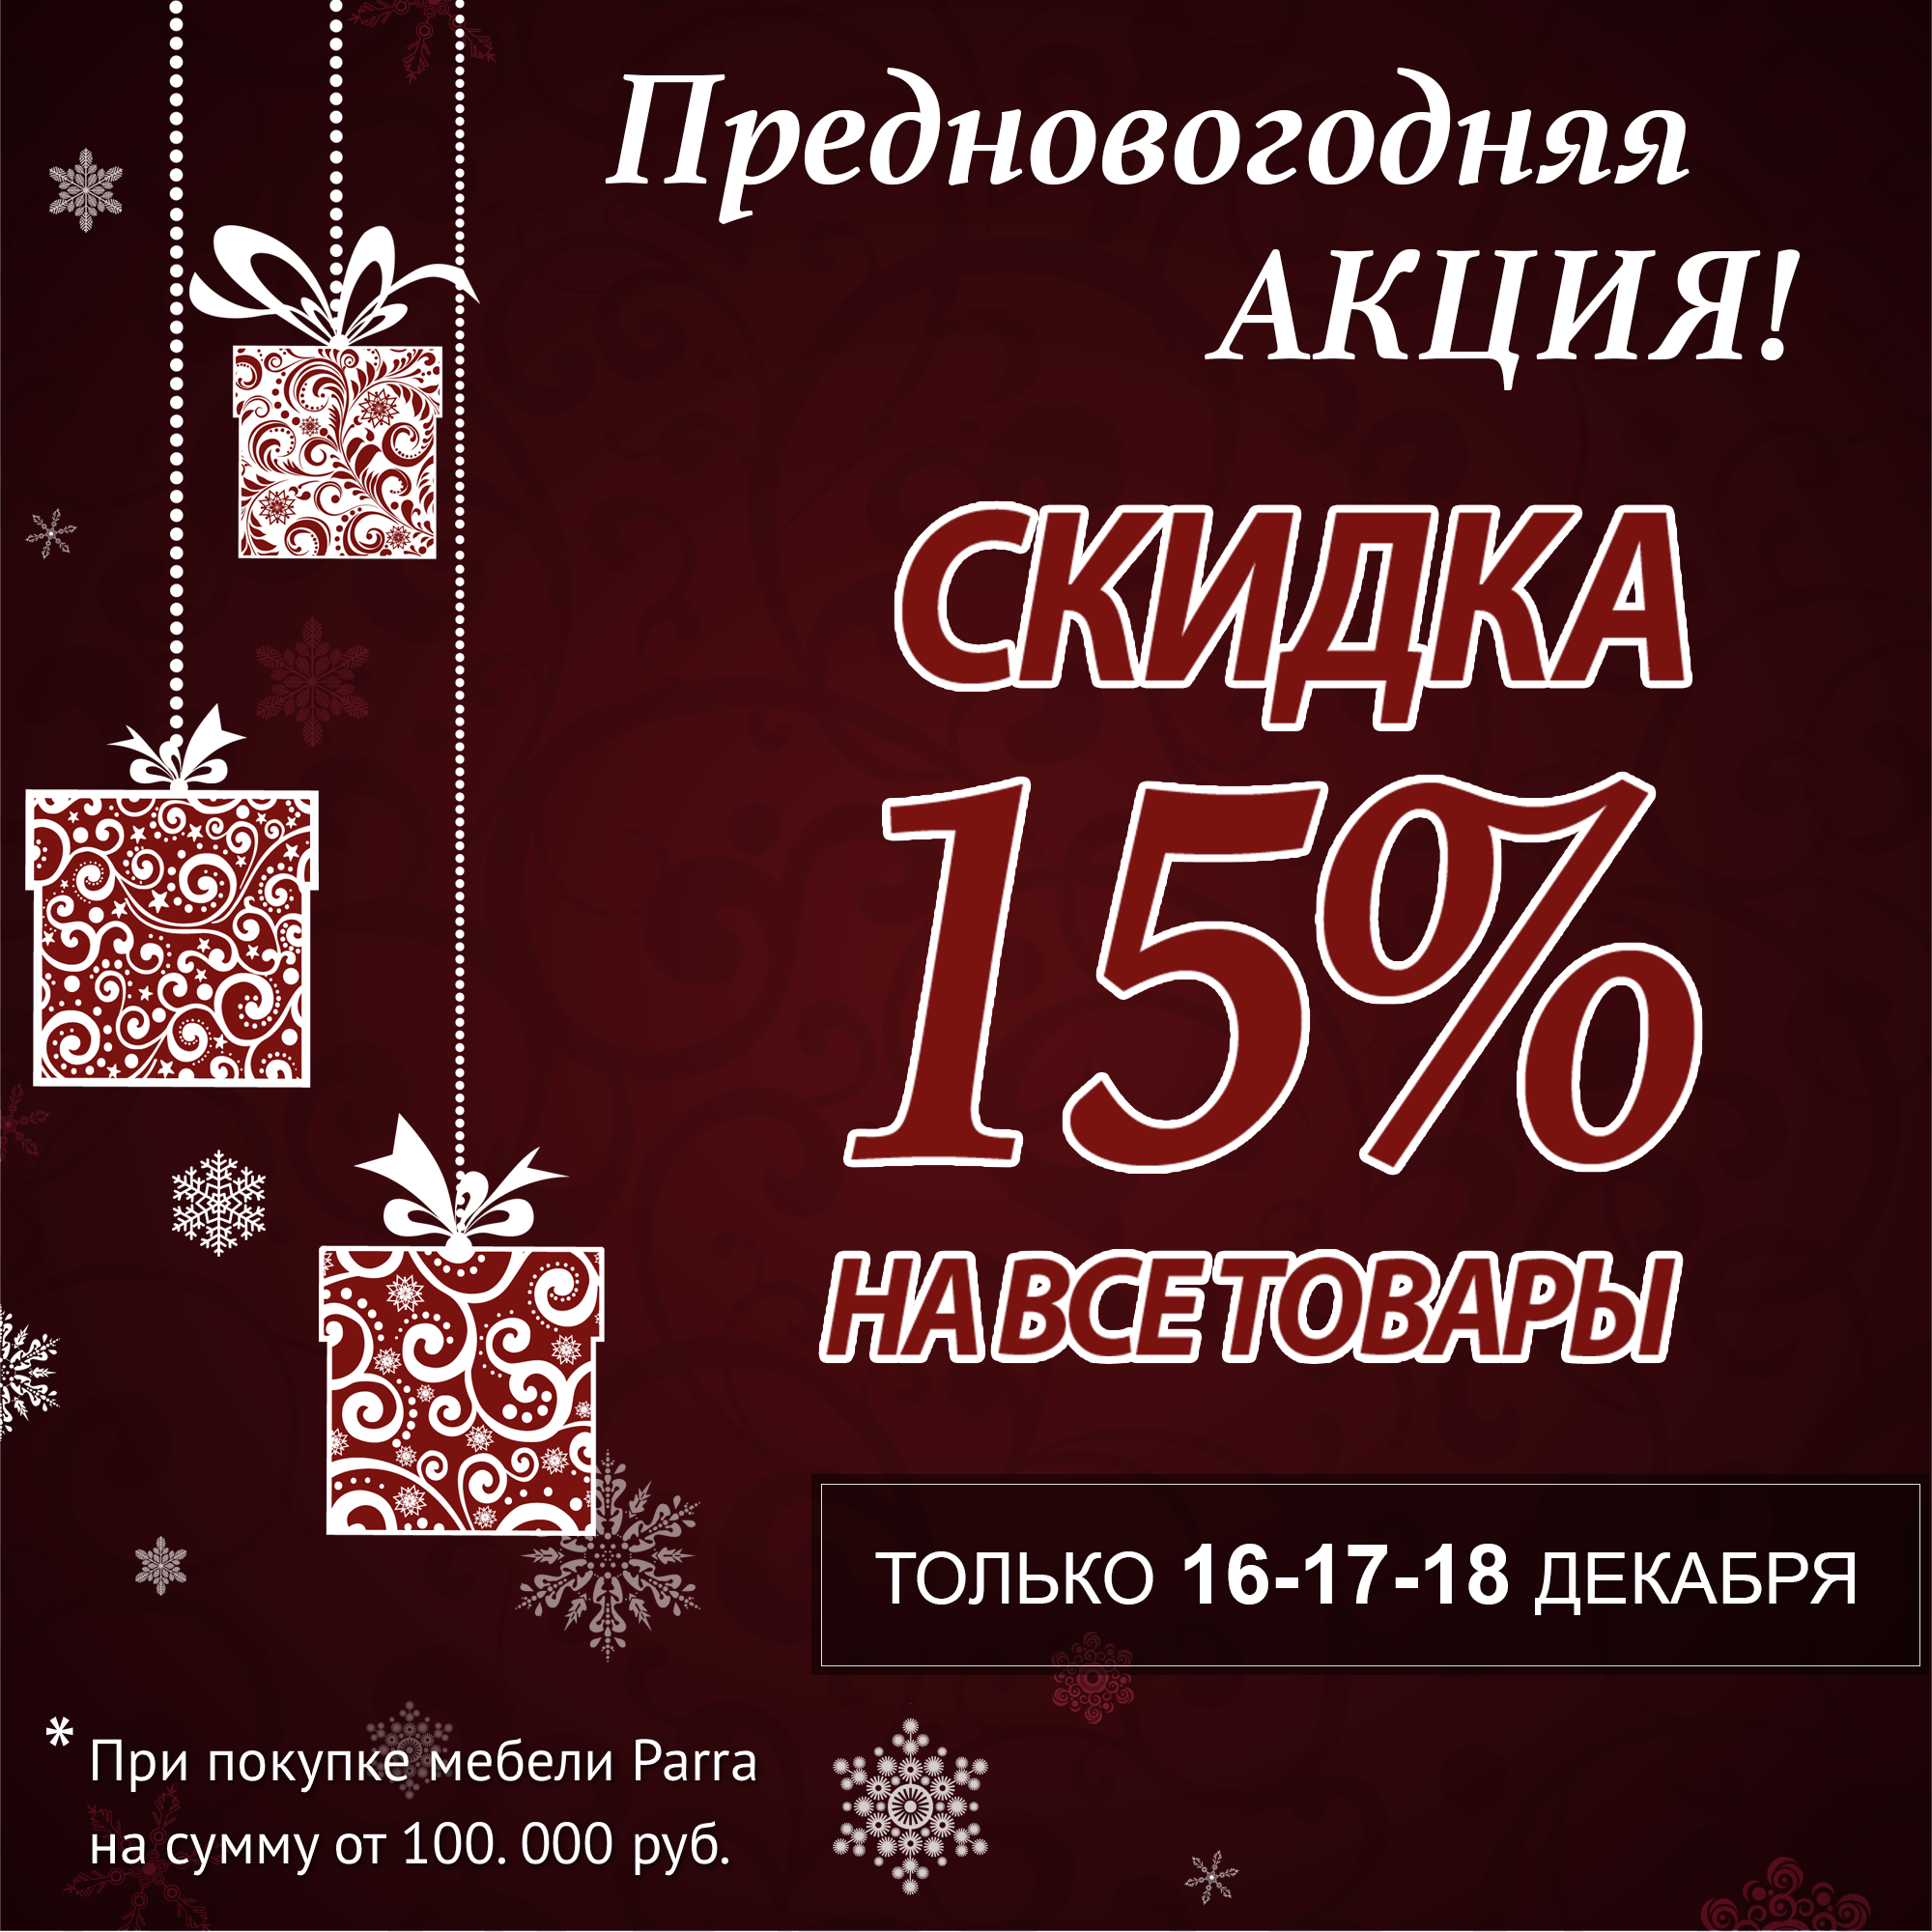 Предновогодняя
АКЦИЯ!
СКИДКА
15%
НА ВСЕ ТОВАРЫ
ТОЛЬКО 16-17-18 ДЕКАБРЯ
* При покупке мебели Parra
на сумму от 100. 000 руб.